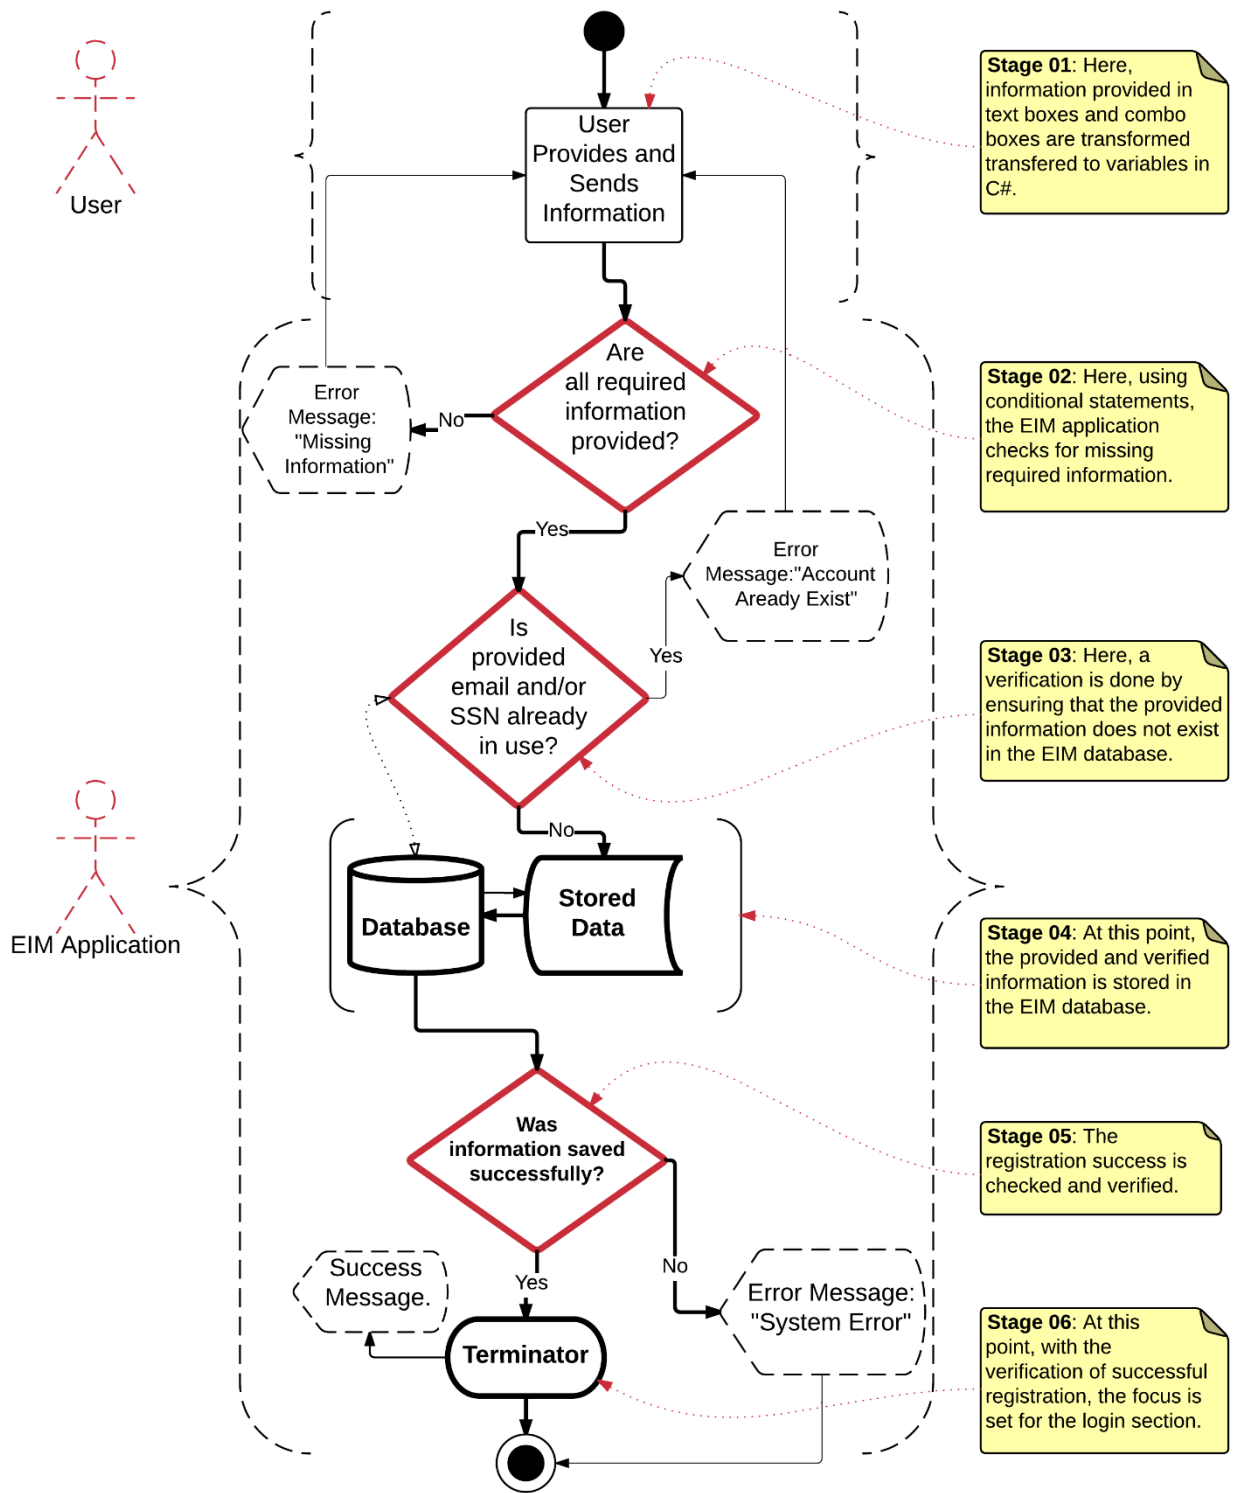 User
Provides and
Sends
Information
Stage 01: Here,
information provided in
text boxes and combo
boxes are transformed
transfered to variables in
C#.
User
Are
all required
information
provided?
No
Error
Message:
"Missing
Information"
Stage 02: Here, using
conditional statements,
the EIM application
checks for missing
required information.
Yes
Error
Message:"Account
Aready Exist"
Is
provided
email and/or
SSN already
in use?
Yes
Stage 03: Here, a
verification is done by
ensuring that the provided
information does not exist
in the EIM database.
No
EIM Application
Database
Stored
Data
Stage 04: At this point,
the provided and verified
information is stored in
the EIM database.
Was
information saved
successfully?
Stage 05: The
registration success is
checked and verified.
No
Yes
Success
Message.
Error Message:
"System Error"
Terminator
Stage 06: At this
point, with the
verification of successful
registration, the focus is
set for the login section.